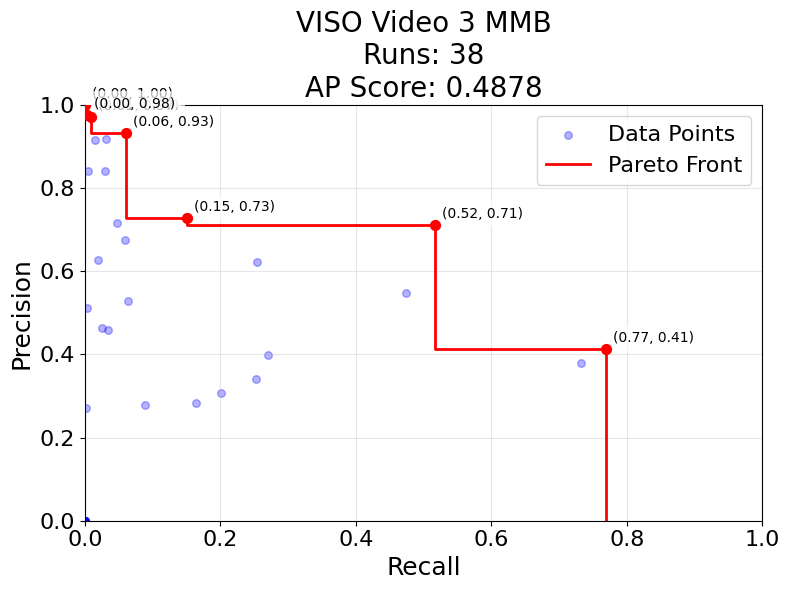 VISO Video 3 MMB
Runs: 38
AP Score: 0.4878
(0.00, 1.00)
(0.00, 0.98)
(0.06, 0.93)
(0.15, 0.73)
(0.52, 0.71)
(0.77, 0.41)
Data Points
Pareto Front
Precision
1.0
0.8
0.6
0.4
0.2
0.0
0.0 0.2 0.4 0.6 0.8 1.0
Recall